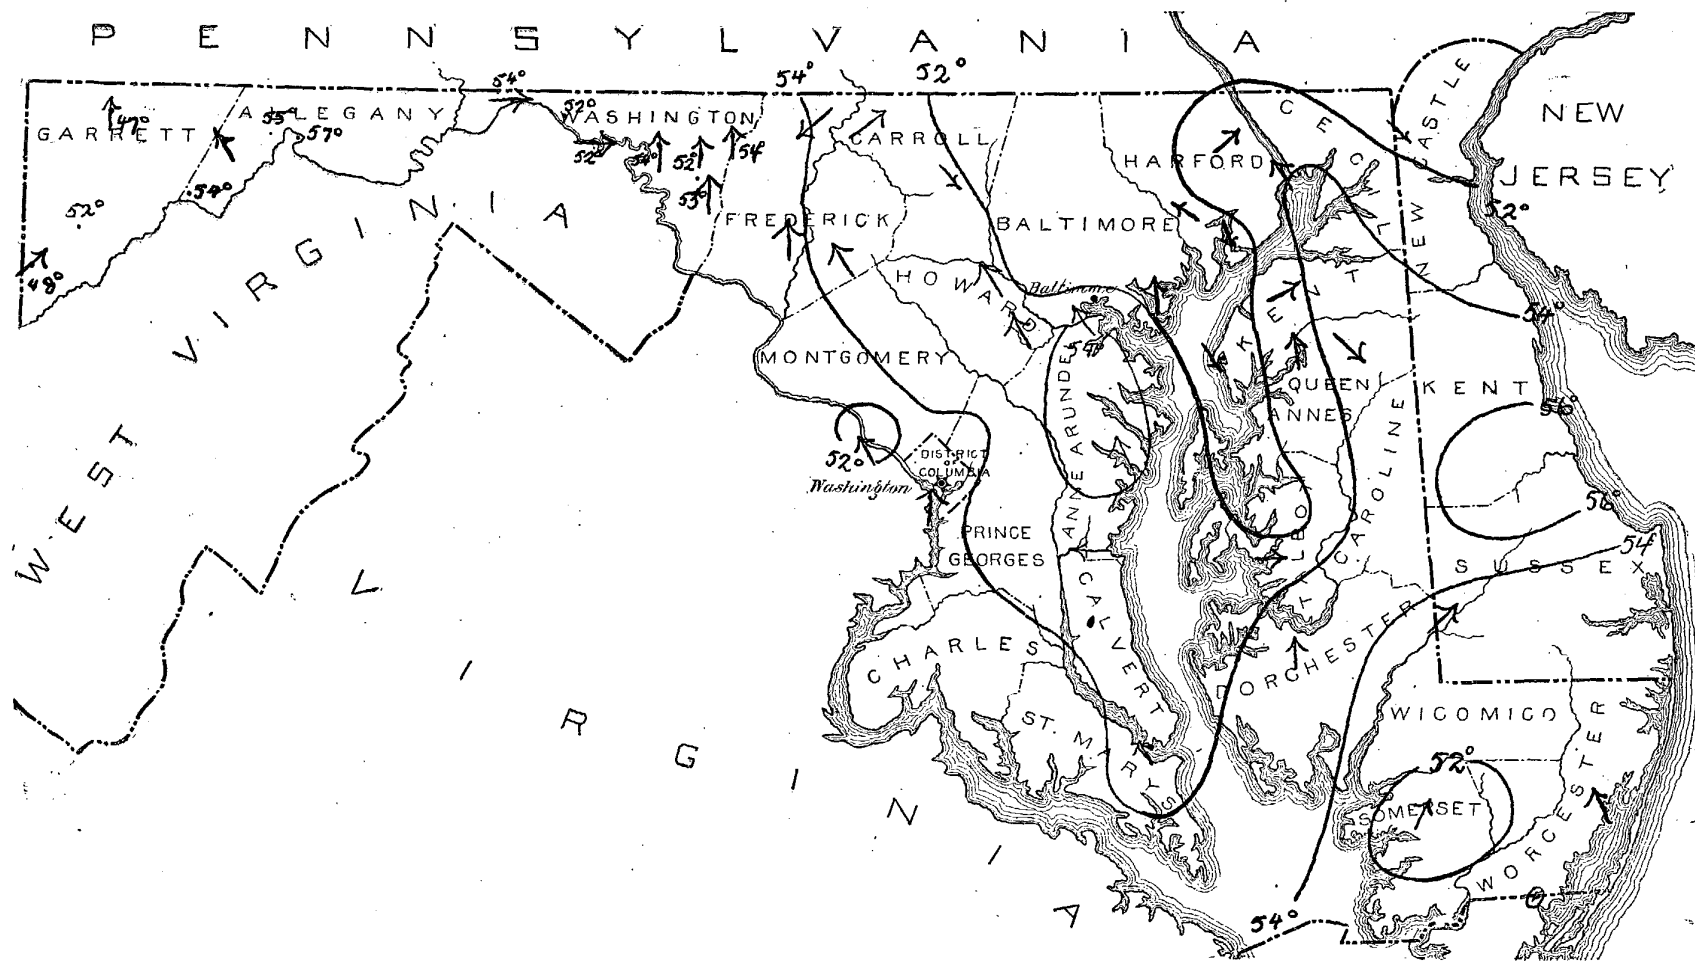 PENNSYLVANIA
54°
54°
52°
GARRETT
47°
ALLEGANY
55°
57°
52°
WASHINGTON
52°
54°
52°
54
53°
54°
52°
48°
CARROLL
FREDERICK
BALTIMORE
HARFORD
CECIL
NEW CASTLE
NEW
JERSEY
52°
54°
WEST VIRGINIA
HOWARD
Baltimore
54°
MONTGOMERY
KENT
QUEEN
ANNES
KENT
56°
52°
Washington
DISTRICT
OF
COLUMBIA
ANNE ARUNDEL
CAROLINE
56°
54
PRINCE
GEORGES
TALBOT
SUSSEX
CALVERT
CHARLES
DORCHESTER
ST. MARYS
WICOMICO
52°
SOMERSET
WORCESTER
54°
VIRGINIA